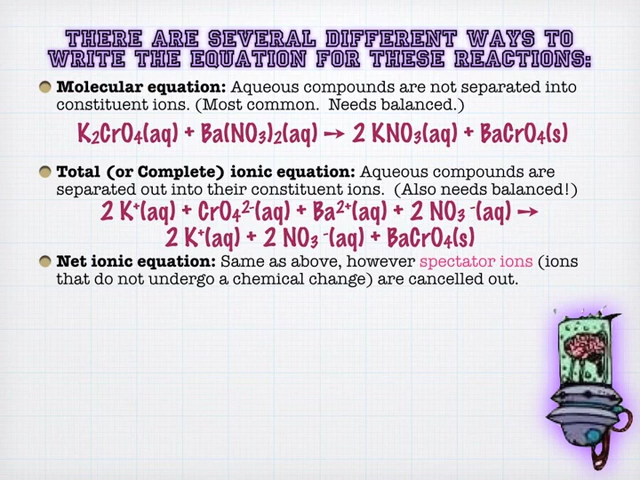 THERE ARE SEVERAL DIFFERENT WAYS TO
WRITE THE EQUATION FOR THESE REACTIONS:
Molecular equation: Aqueous compounds are not separated into
constituent ions. (Most common. Needs balanced.)
K₂CrO₄(aq) + Ba(NO₃)₂(aq) → 2 KNO₃(aq) + BaCrO₄(s)
Total (or Complete) ionic equation: Aqueous compounds are
separated out into their constituent ions. (Also needs balanced!)
2 K⁺(aq) + CrO₄²⁻(aq) + Ba²⁺(aq) + 2 NO₃ ⁻(aq) →
2 K⁺(aq) + 2 NO₃ ⁻(aq) + BaCrO₄(s)
Net ionic equation: Same as above, however spectator ions (ions
that do not undergo a chemical change) are cancelled out.